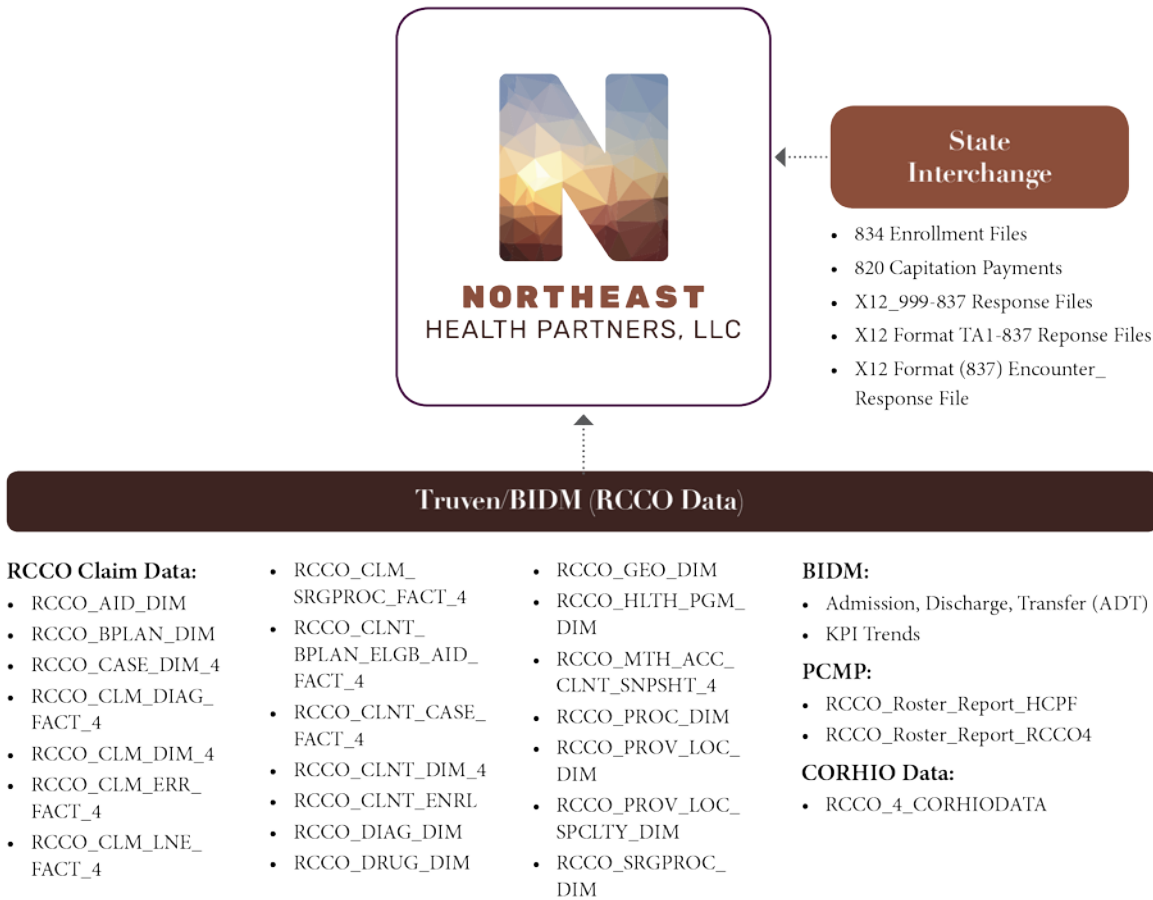 N
NORTHEAST
HEALTH PARTNERS, LLC
State
Interchange
• 834 Enrollment Files
• 820 Capitation Payments
• X12_999-837 Response Files
• X12 Format TA1-837 Reponse Files
• X12 Format (837) Encounter_
Response File
Truven/BIDM (RCCO Data)
RCCO Claim Data:
• RCCO_AID_DIM
• RCCO_BPLAN_DIM
• RCCO_CASE_DIM_4
• RCCO_CLM_DIAG_
FACT_4
• RCCO_CLM_DIM_4
• RCCO_CLM_ERR_
FACT_4
• RCCO_CLM_LNE_
FACT_4
• RCCO_CLM_
SRGPROC_FACT_4
• RCCO_CLNT_
BPLAN_ELGB_AID_
FACT_4
• RCCO_CLNT_CASE_
FACT_4
• RCCO_CLNT_DIM_4
• RCCO_CLNT_ENRL
• RCCO_DIAG_DIM
• RCCO_DRUG_DIM
• RCCO_GEO_DIM
• RCCO_HLTH_PGM_
DIM
• RCCO_MTH_ACC_
CLNT_SNPSHT_4
• RCCO_PROC_DIM
• RCCO_PROV_LOC_
DIM
• RCCO_PROV_LOC_
SPCLTY_DIM
• RCCO_SRGPROC_
DIM
BIDM:
• Admission, Discharge, Transfer (ADT)
• KPI Trends
PCMP:
• RCCO_Roster_Report_HCPF
• RCCO_Roster_Report_RCCO4
CORHIO Data:
• RCCO_4_CORHIODATA